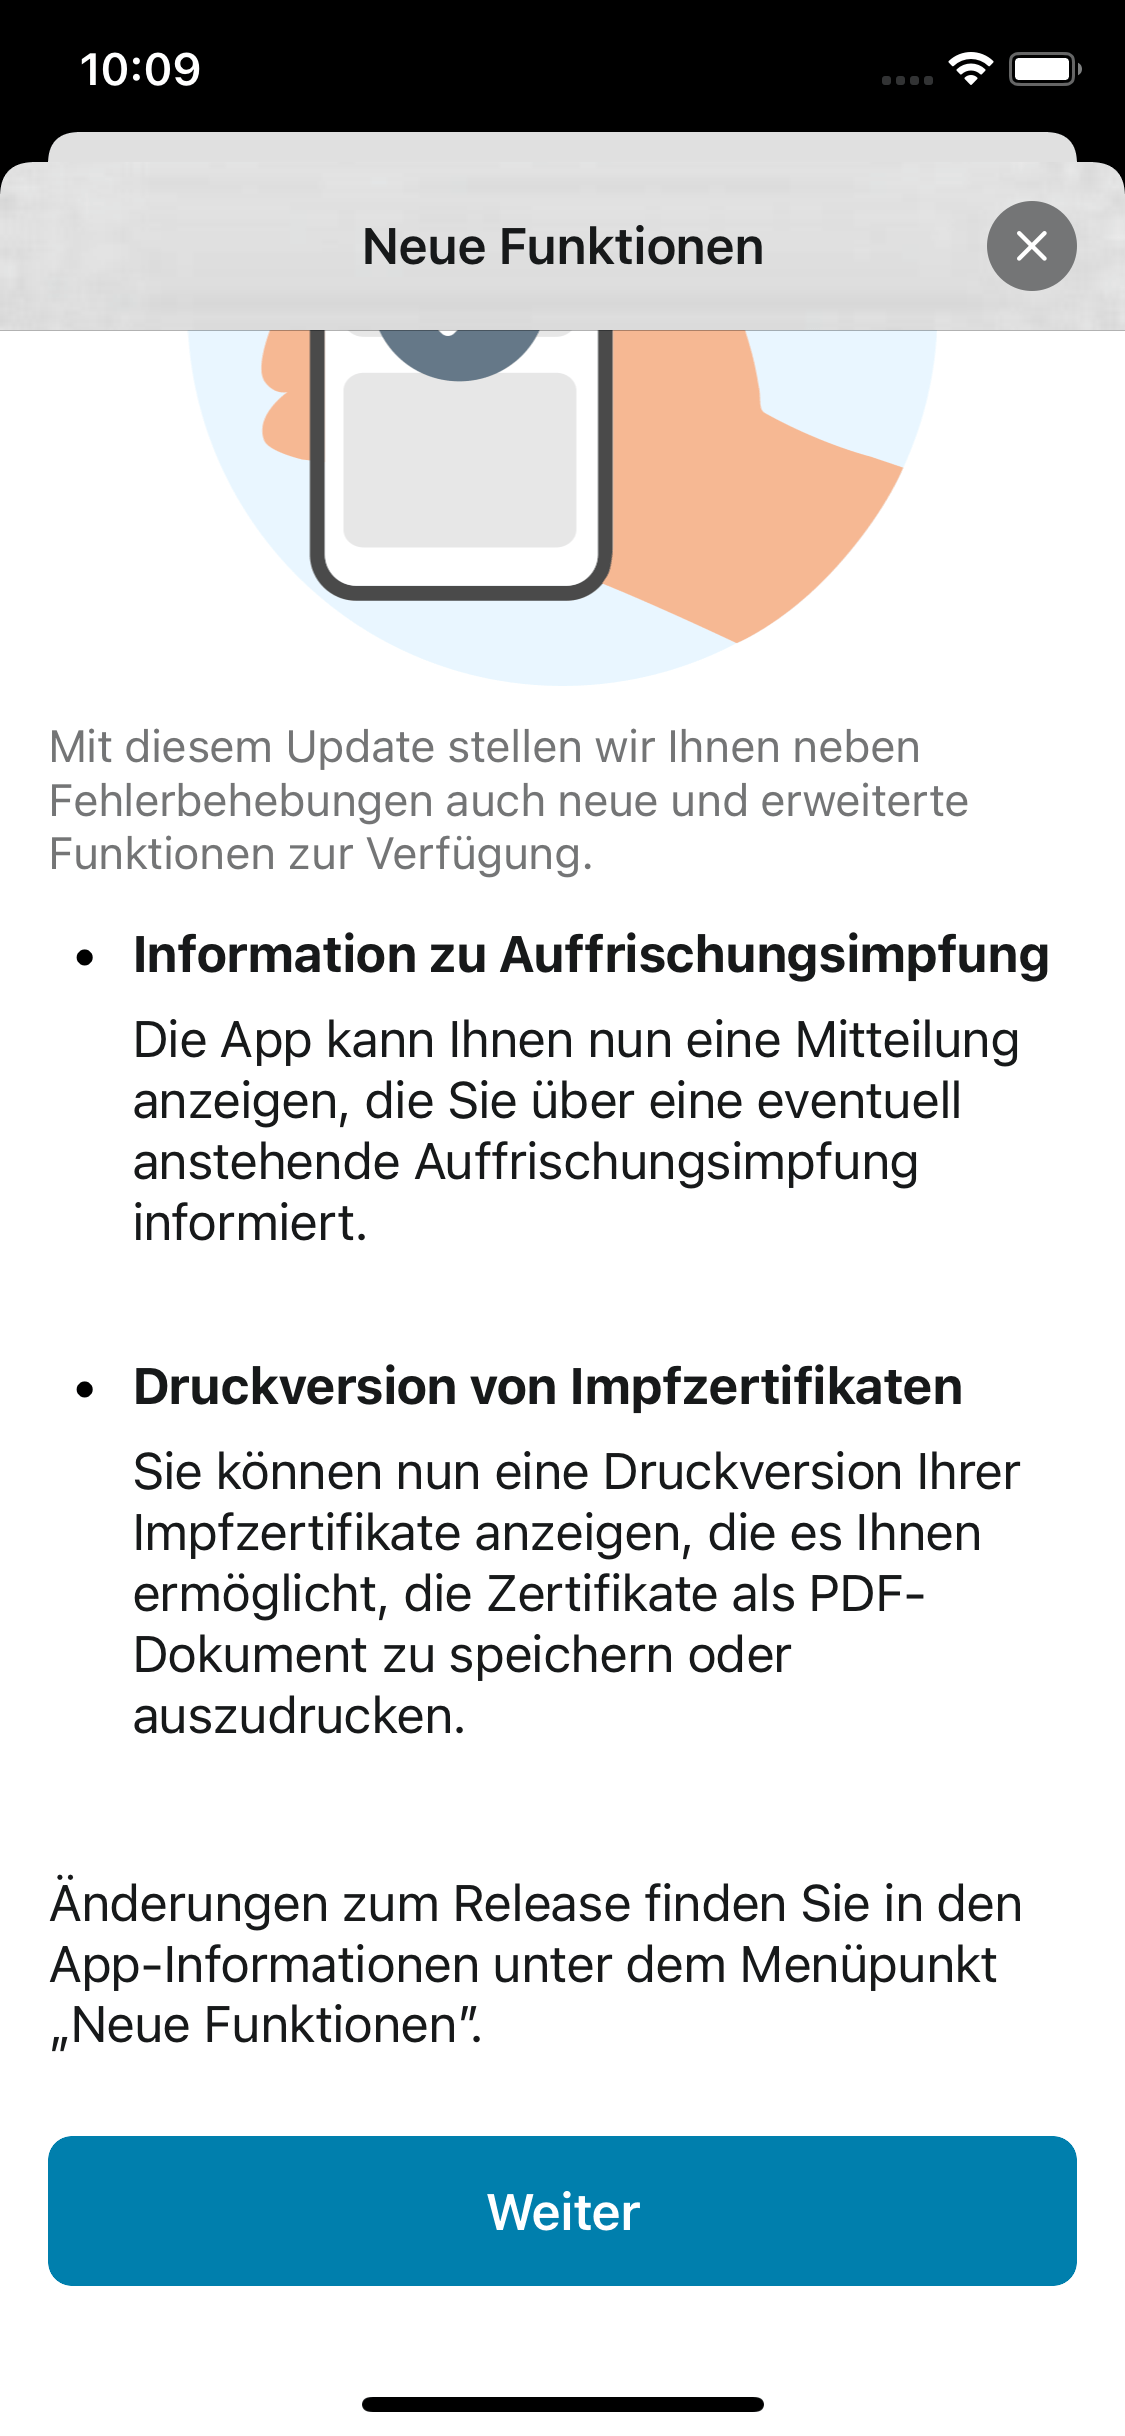 10:09
Neue Funktionen
Mit diesem Update stellen wir Ihnen neben
Fehlerbehebungen auch neue und erweiterte
Funktionen zur Verfügung.
• Information zu Auffrischungsimpfung
Die App kann Ihnen nun eine Mitteilung
anzeigen, die Sie über eine eventuell
anstehende Auffrischungsimpfung
informiert.
• Druckversion von Impfzertifikaten
Sie können nun eine Druckversion Ihrer
Impfzertifikate anzeigen, die es Ihnen
ermöglicht, die Zertifikate als PDF-
Dokument zu speichern oder
auszudrucken.
Änderungen zum Release finden Sie in den
App-Informationen unter dem Menüpunkt
„Neue Funktionen”.
Weiter